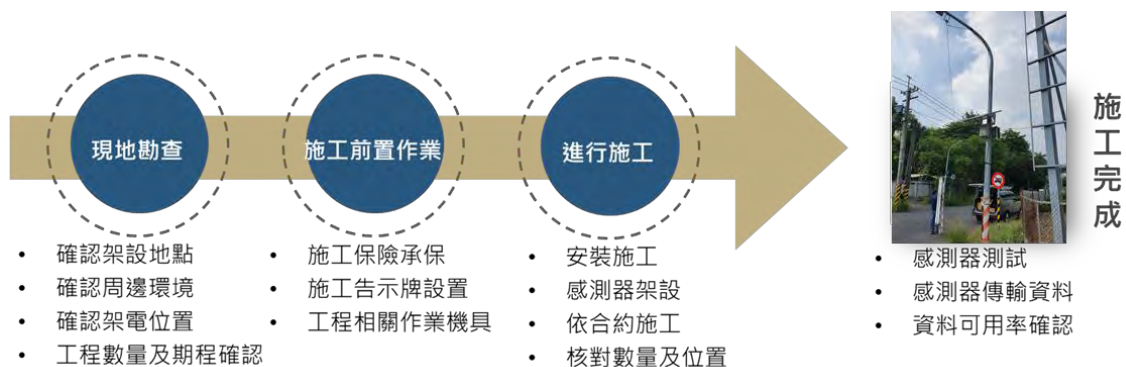 現地勘查
施工前置作業
進行施工
施工完成
• 確認架設地點
• 確認周邊環境
• 確認架電位置
• 工程數量及期程確認
• 施工保險承保
• 施工告示牌設置
• 工程相關作業機具
• 安裝施工
• 感測器架設
• 依合約施工
• 核對數量及位置
• 感測器測試
• 感測器傳輸資料
• 資料可用率確認